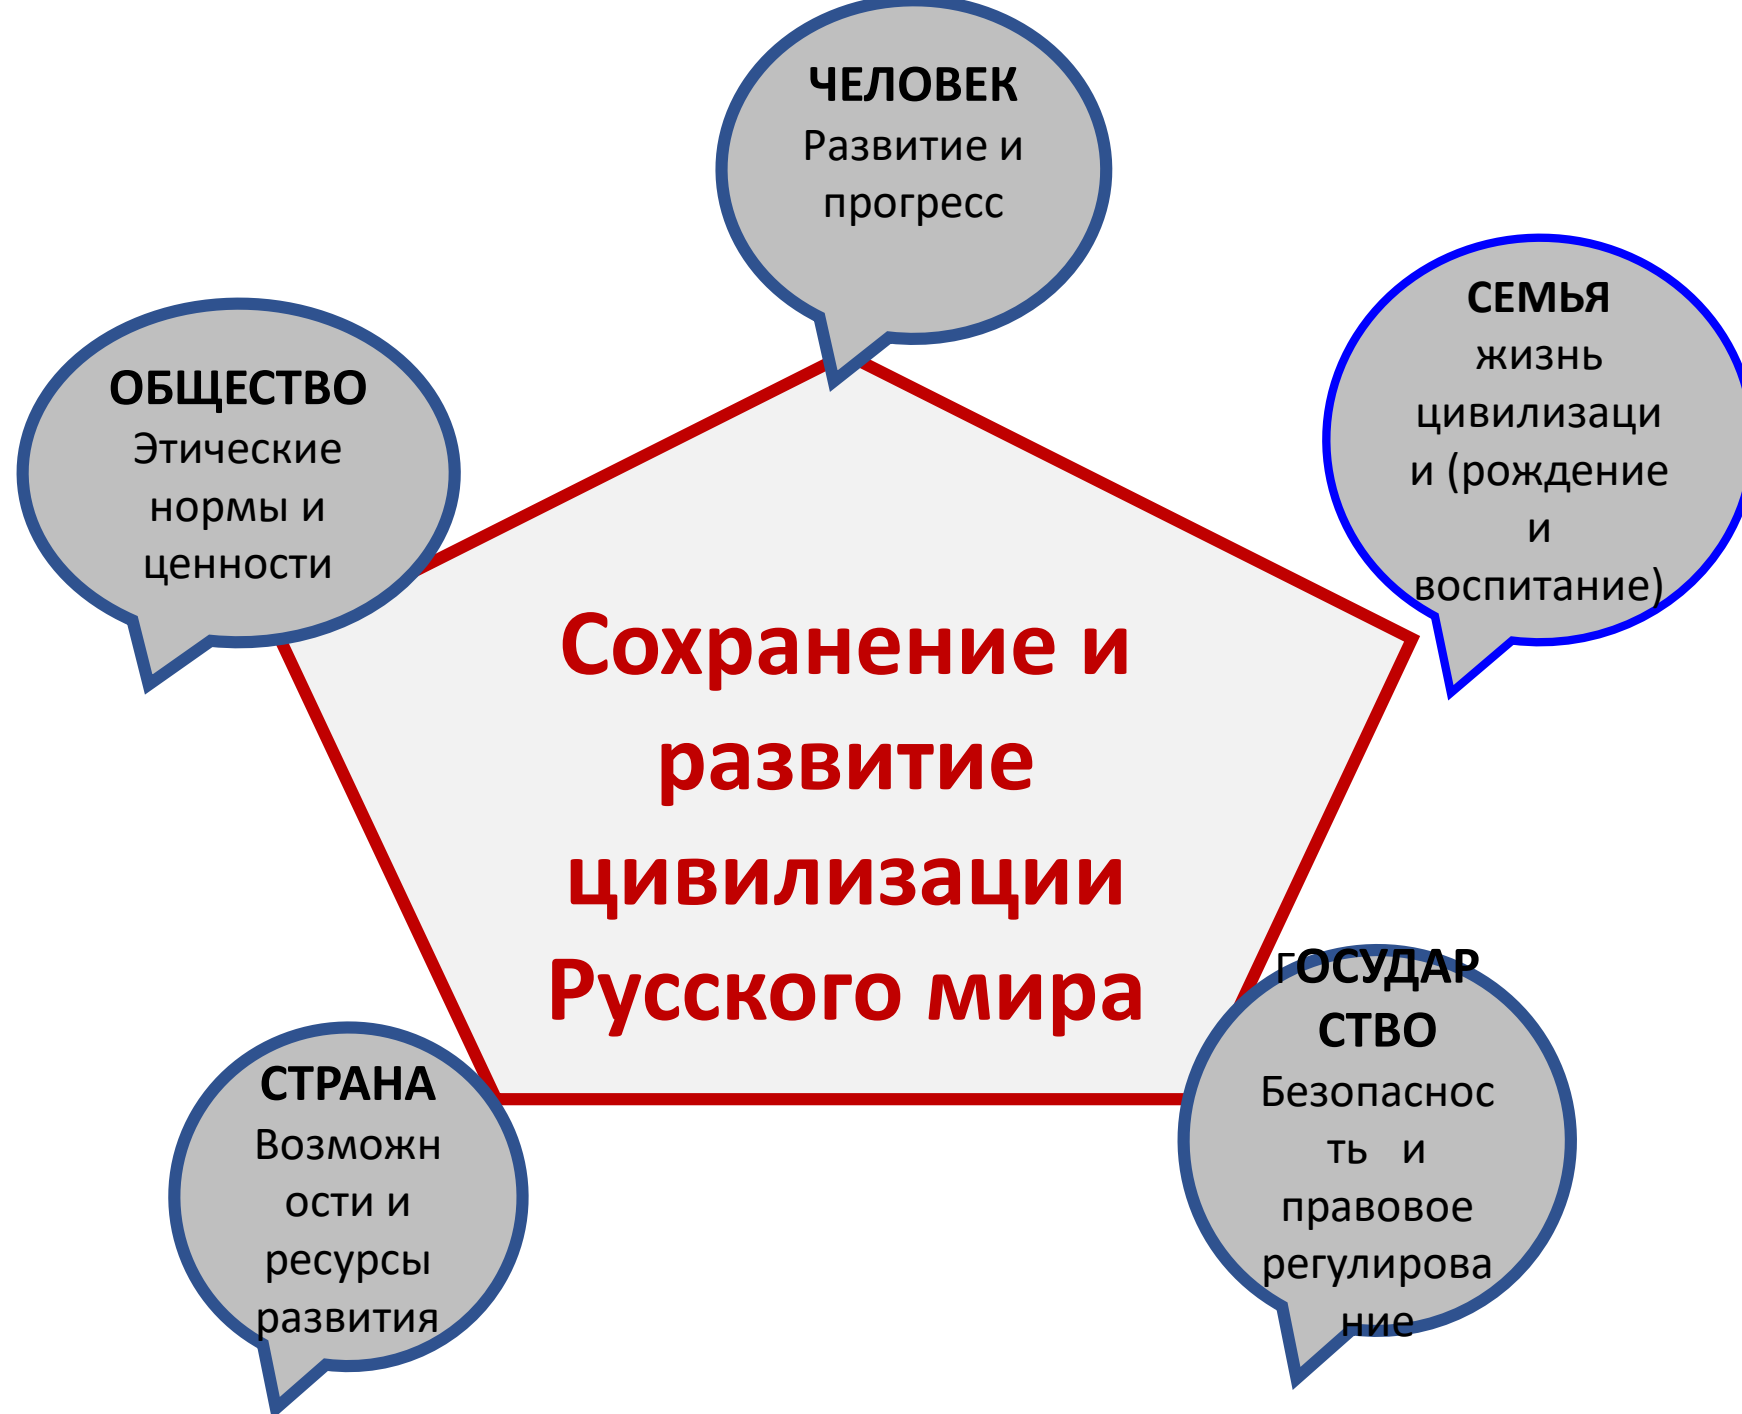 ЧЕЛОВЕК
Развитие и
прогресс
СЕМЬЯ
жизнь
цивилизаци
и (рождение
и
воспитание)
ОБЩЕСТВО
Этические
нормы и
ценности
Сохранение и
развитие
цивилизации
Русского мира
ГОСУДАР
СТВО
Безопаснос
ть и
правовое
регулирова
ние
СТРАНА
Возможн
ости и
ресурсы
развития